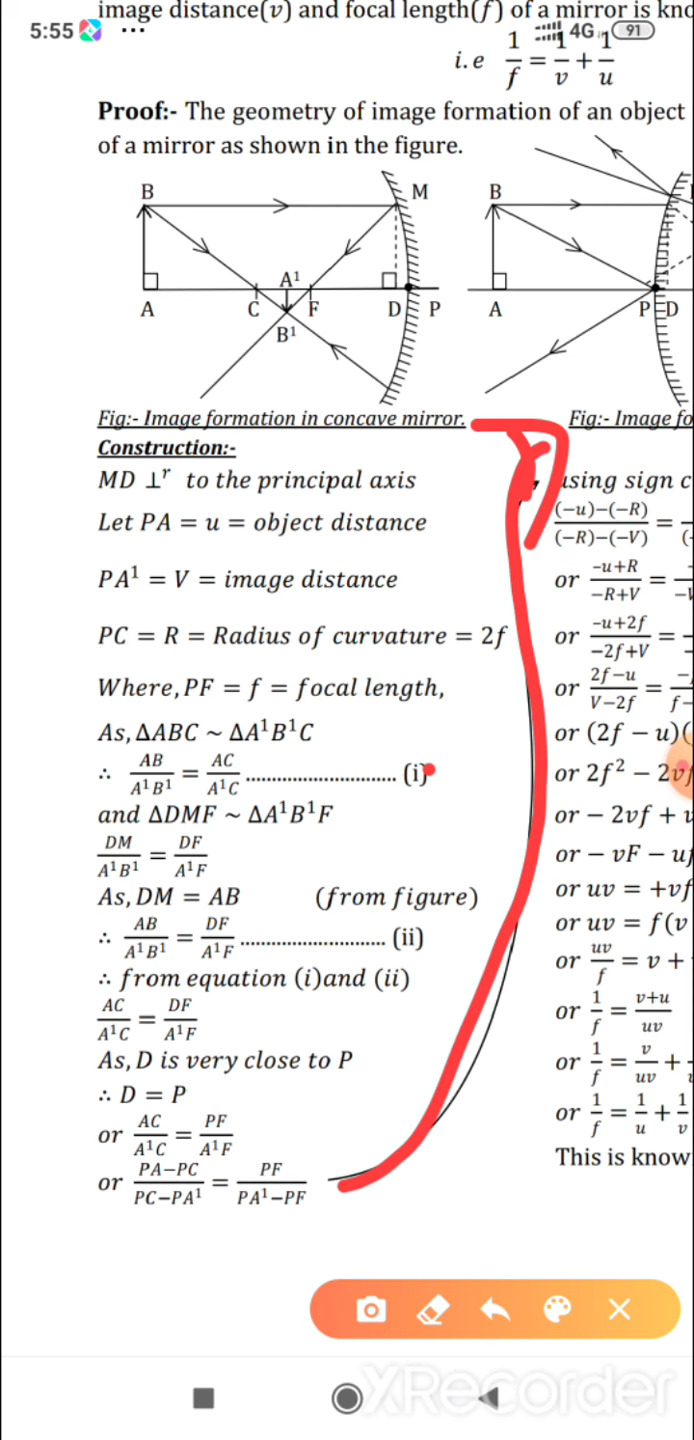 image distance(v) and focal length(f) of a mirror is kno
5:55 ... 4G 91
i.e 1/f = 1/v + 1/u
Proof:- The geometry of image formation of an object
of a mirror as shown in the figure.
B M
A C A¹ F D P
B¹
B
A P D
Fig:- Image formation in concave mirror.
Fig:- Image fo
Construction:-
MD ⊥ʳ to the principal axis
Let PA = u = object distance
PA¹ = V = image distance
PC = R = Radius of curvature = 2f
Where, PF = f = focal length,
As, ΔABC ~ ΔA¹B¹C
∴ AB/A¹B¹ = AC/A¹C ............................. (i)
and ΔDMF ~ ΔA¹B¹F
DM/A¹B¹ = DF/A¹F
As, DM = AB (from figure)
∴ AB/A¹B¹ = DF/A¹F ............................ (ii)
∴ from equation (i)and (ii)
AC/A¹C = DF/A¹F
As, D is very close to P
∴ D = P
or AC/A¹C = PF/A¹F
or PA−PC/PC−PA¹ = PF/PA¹−PF
using sign c
(−u)−(−R)/(−R)−(−V) =
or −u+R/−R+V =
or −u+2f/−2f+V =
or 2f−u/V−2f =
or (2f − u)(
or 2f² − 2vf
or − 2vf + u
or − vF − uf
or uv = +vf
or uv = f(v
or uv/f = v +
or 1/f = v+u/uv
or 1/f = v/uv +
or 1/f = 1/u + 1/v
This is know
XRecorder